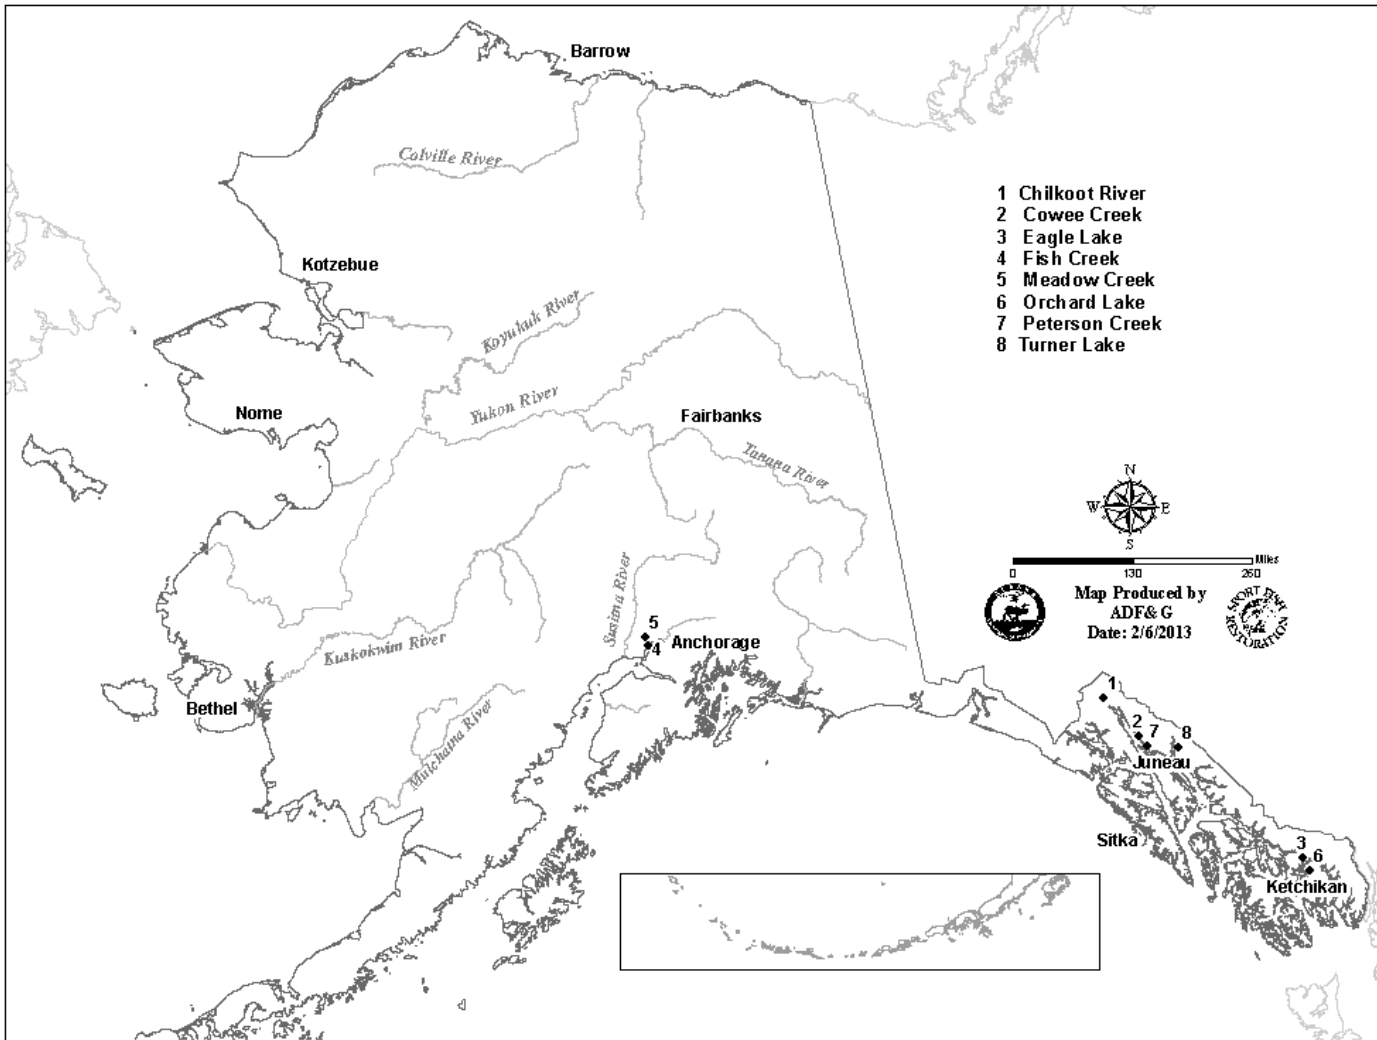 Barrow
Colville River
1 Chilkoot River
2 Cowee Creek
3 Eagle Lake
4 Fish Creek
5 Meadow Creek
6 Orchard Lake
7 Peterson Creek
8 Turner Lake
Kotzebue
Koyukuk River
Yukon River
Nome
Fairbanks
Tanana River
N
W E
S
Miles
0 130 260
Map Produced by
ADF& G
Date: 2/6/2013
SPORT FISH
RESTORATION
Susitna River
5
4
Anchorage
Kuskokwim River
Bethel
Mulchatna River
1
2
7
8
Juneau
Sitka
3
6
Ketchikan